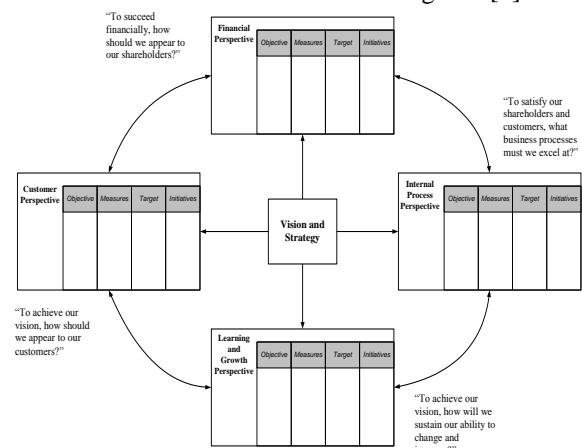 "To succeed
financially, how
should we appear to
our shareholders?"
Financial
Perspective
Objective Measures Target Initiatives
"To satisfy our
shareholders and
customers, what
business processes
must we excel at?"
Customer
Perspective
Objective Measures Target Initiatives
Vision and
Strategy
Internal
Process
Perspective
Objective Measures Target Initiatives
"To achieve our
vision, how should
we appear to our
customers?"
Learning
and
Growth
Perspective
Objective Measures Target Initiatives
"To achieve our
vision, how will we
sustain our ability to
change and